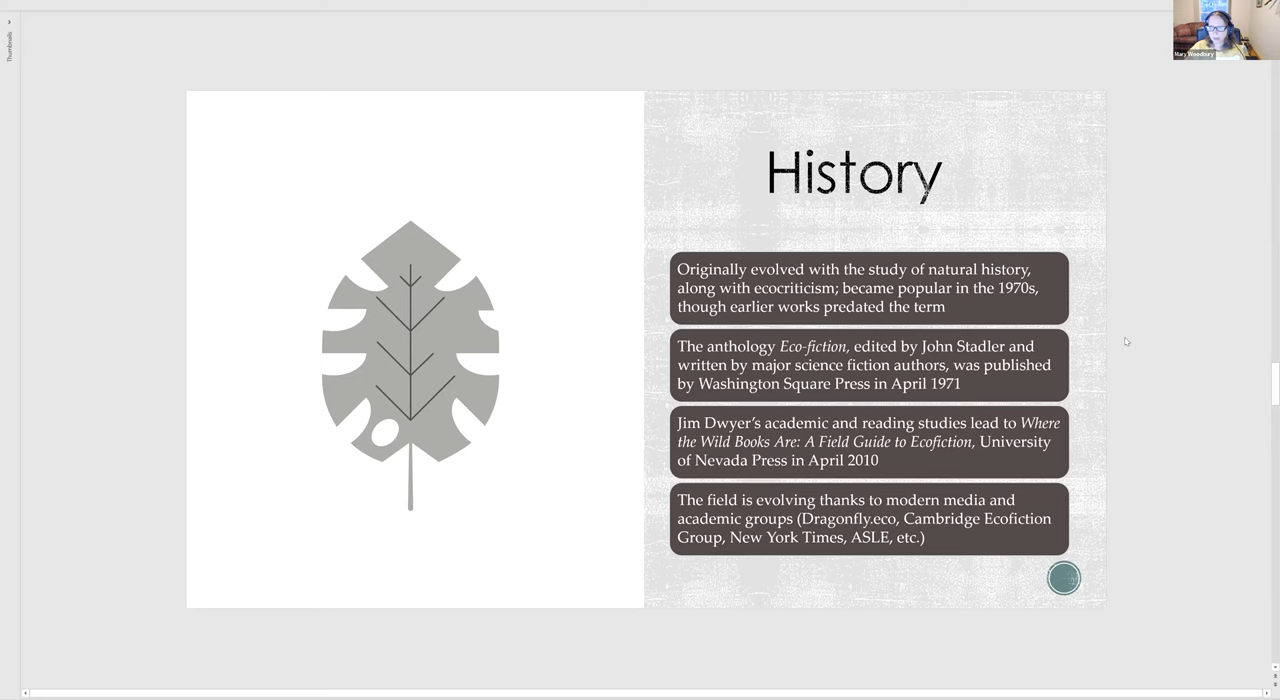 Thumbnails
Mary Woodbury
History
Originally evolved with the study of natural history,
along with ecocriticism; became popular in the 1970s,
though earlier works predated the term
The anthology Eco-fiction, edited by John Stadler and
written by major science fiction authors, was published
by Washington Square Press in April 1971
Jim Dwyer’s academic and reading studies lead to Where
the Wild Books Are: A Field Guide to Ecofiction, University
of Nevada Press in April 2010
The field is evolving thanks to modern media and
academic groups (Dragonfly.eco, Cambridge Ecofiction
Group, New York Times, ASLE, etc.)